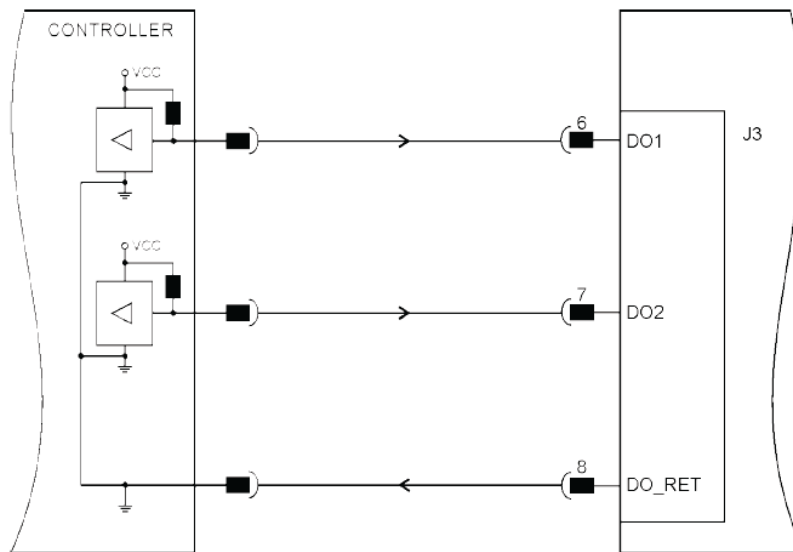 CONTROLLER
VCC
6
DO1
J3
VCC
7
DO2
8
DO_RET